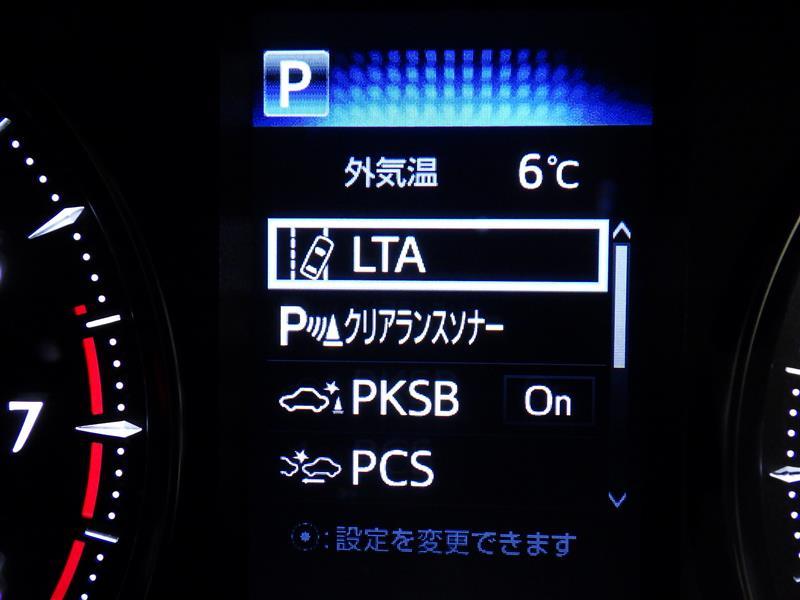 P
外気温 6℃
LTA
Pクリアランスソナー
PKSB On
PCS
7
:設定を変更できます